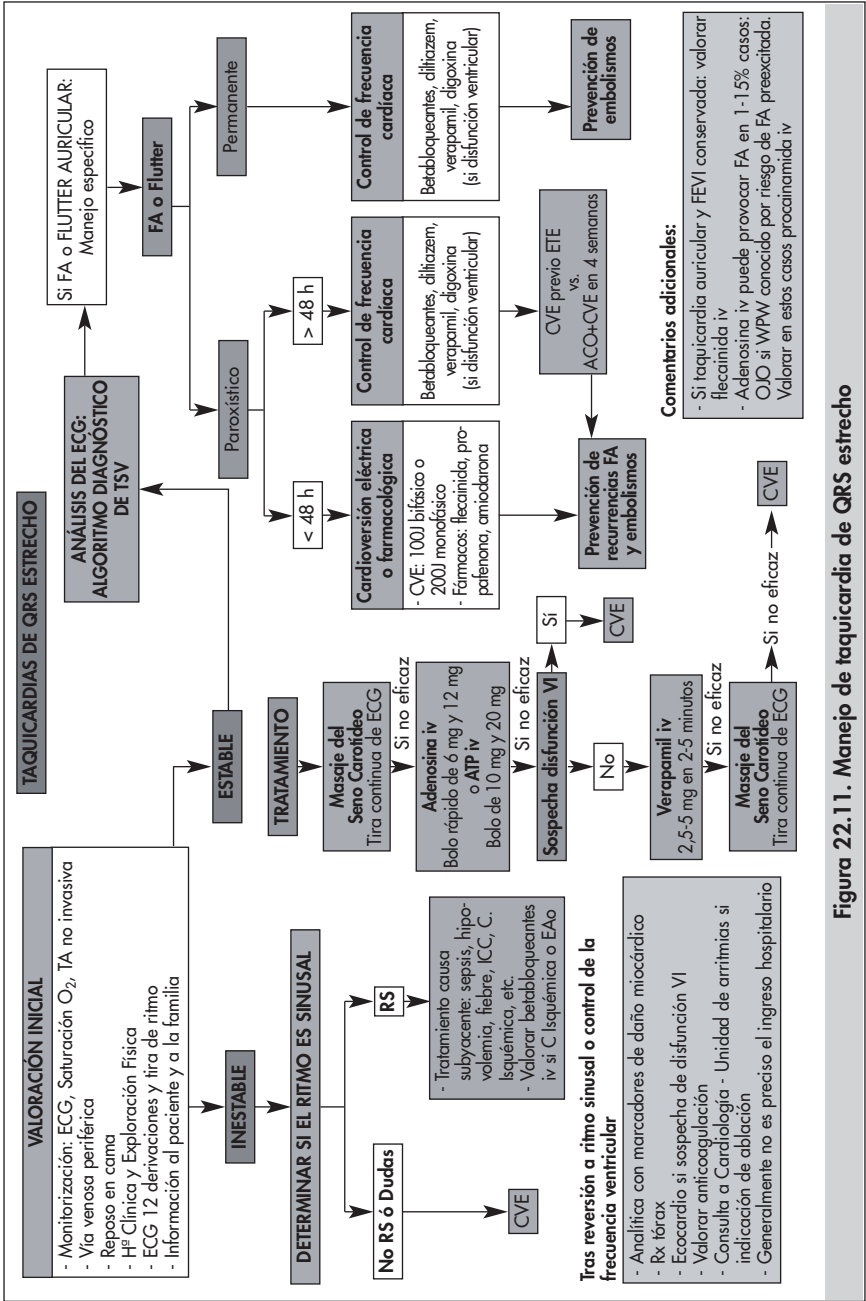 TAQUICARDIAS DE QRS ESTRECHO
VALORACIÓN INICIAL
- Monitorización: ECG, Saturación O2, TA no invasiva
- Vía venosa periférica
- Reposo en cama
- Hª Clínica y Exploración Física
- ECG 12 derivaciones y tira de ritmo
- Información al paciente y a la familia
INESTABLE
DETERMINAR SI EL RITMO ES SINUSAL
No RS ó Dudas
CVE
RS
- Tratamiento causa
subyacente: sepsis, hipo-
volemia, fiebre, ICC, C.
Isquémica, etc.
- Valorar betabloqueantes
iv si C Isquémica o EAo
Tras reversión a ritmo sinusal o control de la
frecuencia ventricular
- Analítica con marcadores de daño miocárdico
- Rx tórax
- Ecocardio si sospecha de disfunción VI
- Valorar anticoagulación
- Consulta a Cardiología - Unidad de arritmias si
indicación de ablación
- Generalmente no es preciso el ingreso hospitalario
ESTABLE
TRATAMIENTO
Masaje del
Seno Carotídeo
Tira continua de ECG
Si no eficaz
Adenosina iv
Bolo rápido de 6 mg y 12 mg
o ATP iv
Bolo de 10 mg y 20 mg
Si no eficaz
Sospecha disfunción VI
Sí
CVE
No
Verapamil iv
2,5-5 mg en 2-5 minutos
Si no eficaz
Masaje del
Seno Carotídeo
Tira continua de ECG
Si no eficaz
CVE
ANÁLISIS DEL ECG:
ALGORITMO DIAGNÓSTICO
DE TSV
Si FA o FLUTTER AURICULAR:
Manejo específico
FA o Flutter
Paroxístico
Permanente
< 48 h
> 48 h
Cardioversión eléctrica
o farmacológica
- CVE: 100J bifásico o
200J monofásico
- Fármacos: flecainida, pro-
pafenona, amiodarona
Control de frecuencia
cardíaca
Betabloqueantes, diltiazem,
verapamil, digoxina
(si disfunción ventricular)
Control de frecuencia
cardíaca
Betabloqueantes, diltiazem,
verapamil, digoxina
(si disfunción ventricular)
CVE previo ETE
vs.
ACO+CVE en 4 semanas
Prevención de
recurrencias FA
y embolismos
Prevención de
embolismos
Comentarios adicionales:
- Si taquicardia auricular y FEVI conservada: valorar
flecainida iv
- Adenosina iv puede provocar FA en 1-15% casos:
OJO si WPW conocido por riesgo de FA preexcitada.
Valorar en estos casos procainamida iv
Figura 22.11. Manejo de taquicardia de QRS estrecho